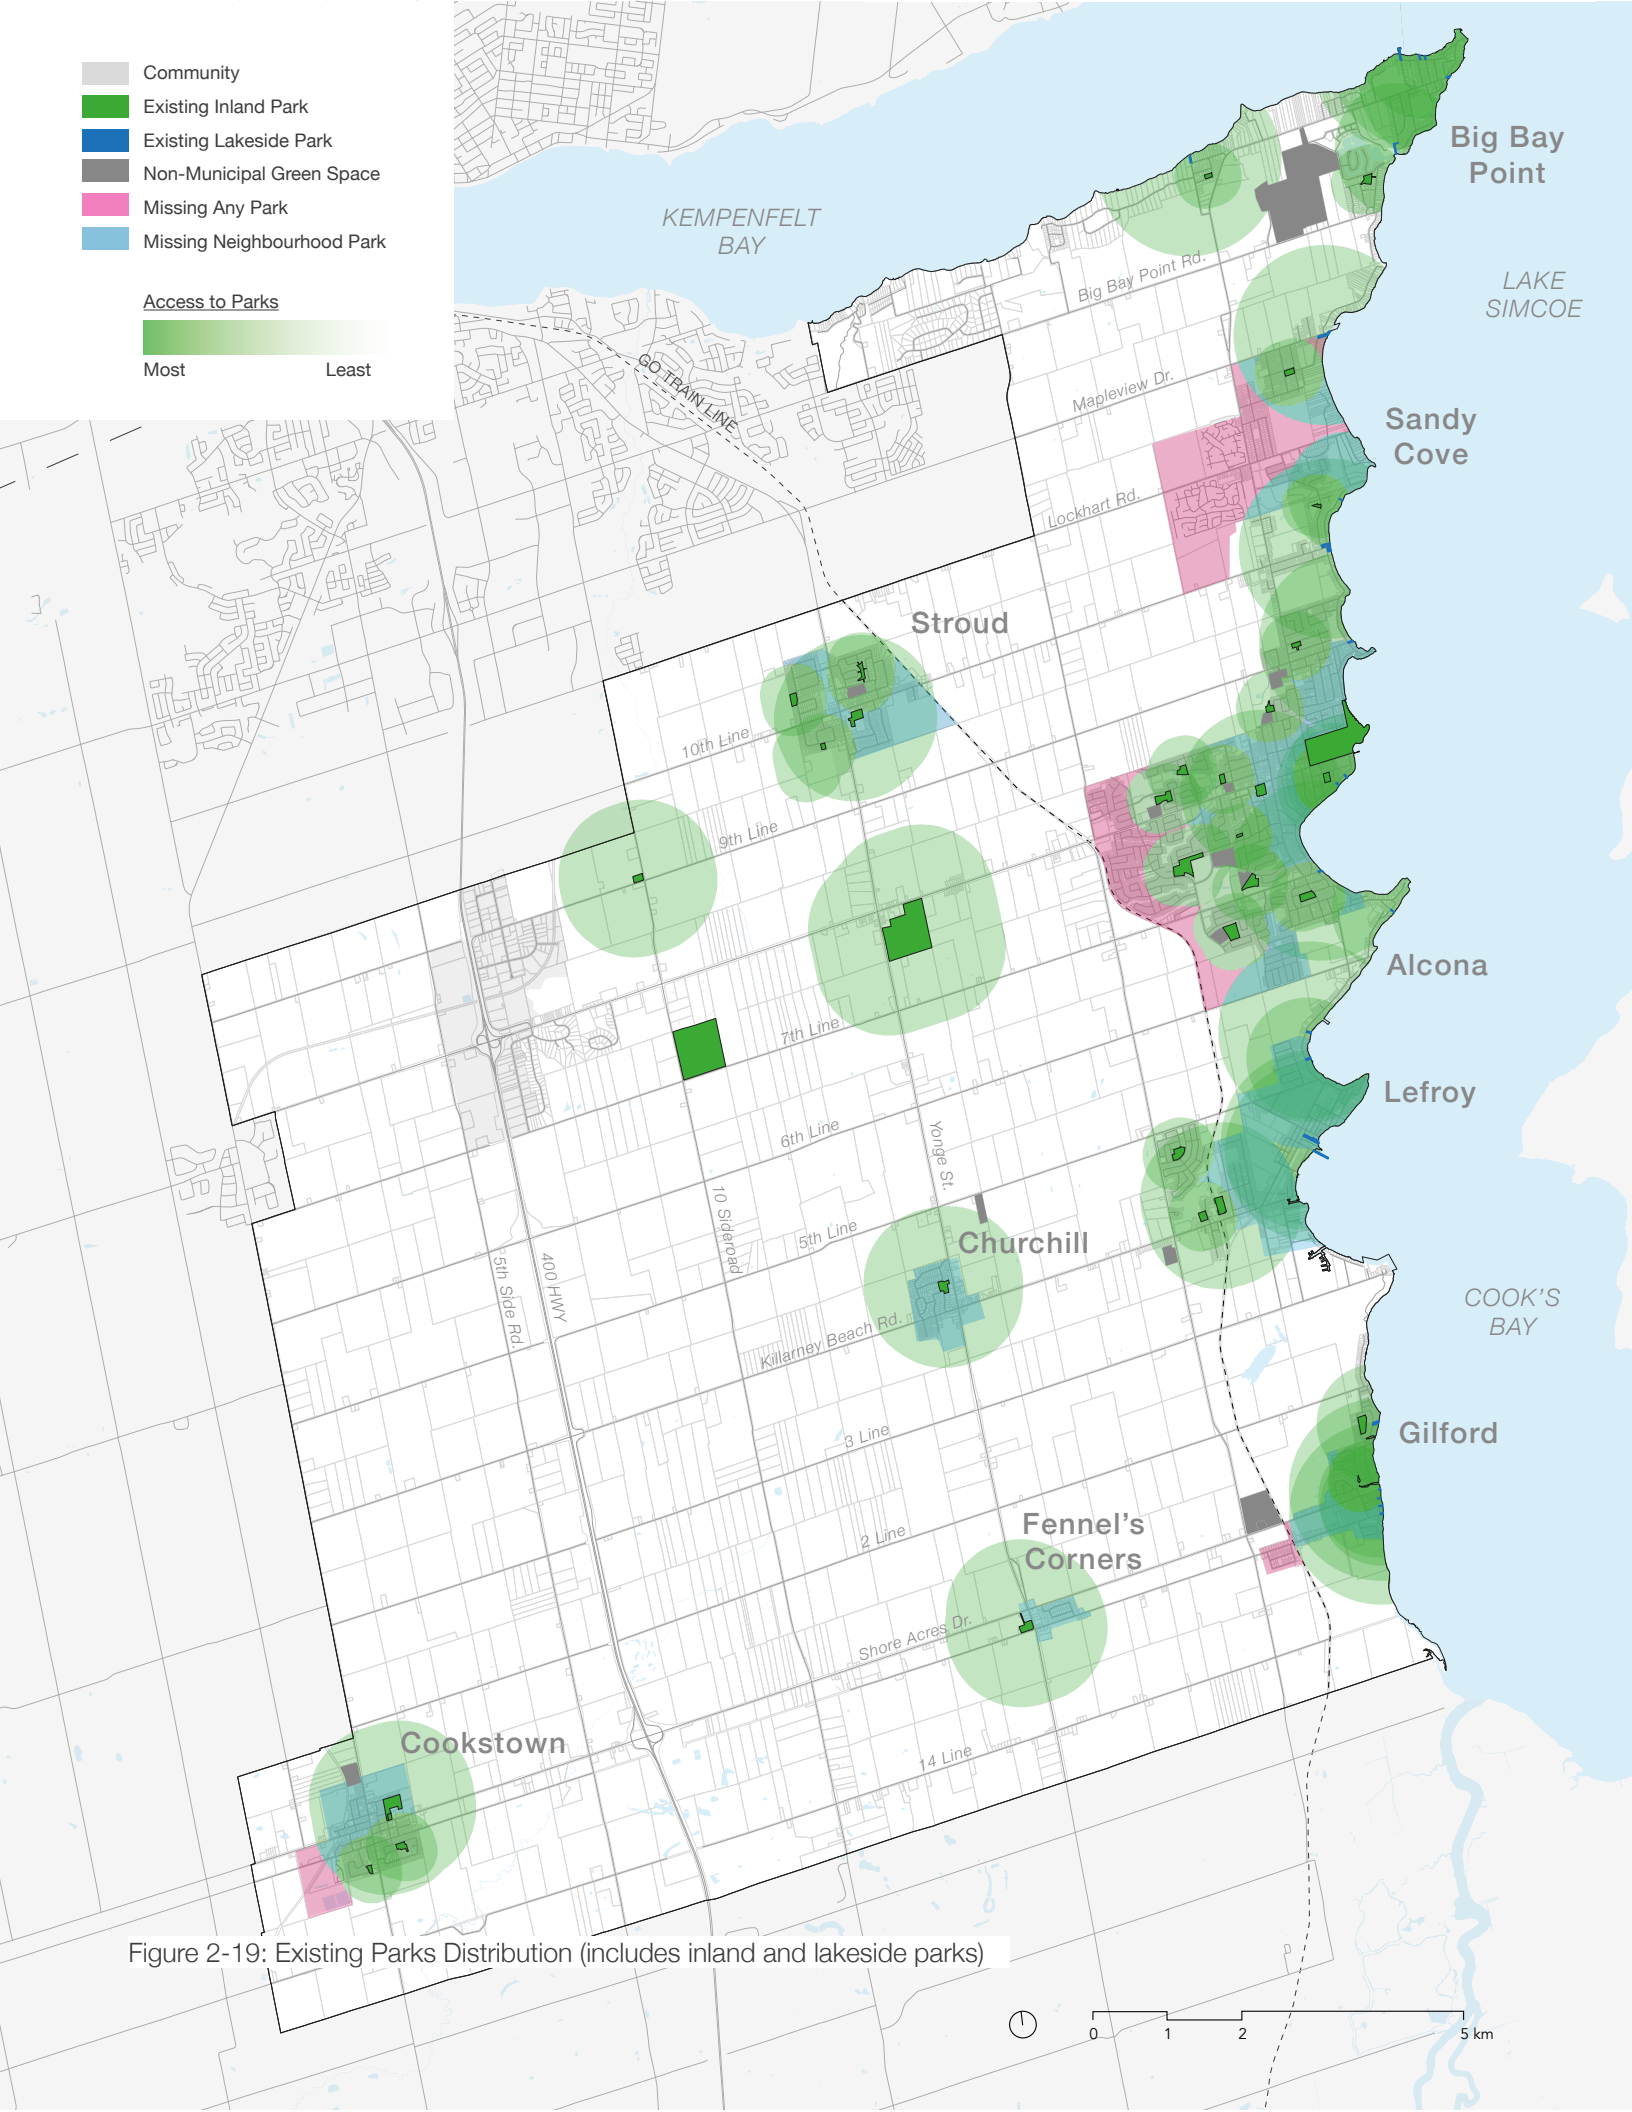 Community
Existing Inland Park
Existing Lakeside Park
Non-Municipal Green Space
Missing Any Park
Missing Neighbourhood Park
Access to Parks
Most
Least
Big Bay
Point
KEMPENFELT
BAY
LAKE
SIMCOE
Big Bay Point Rd.
GO TRAIN LINE
Mapleview Dr.
Sandy
Cove
Lockhart Rd.
Stroud
10th Line
9th Line
Alcona
7th Line
Lefroy
6th Line
Yonge St.
10 Sideroad
5th Line
Churchill
5th Side Rd.
400 HWY
COOK'S
BAY
Killarney Beach Rd.
3 Line
Gilford
2 Line
Fennel's
Corners
Shore Acres Dr.
Cookstown
14 Line
Figure 2-19: Existing Parks Distribution (includes inland and lakeside parks)
0
1
2
5 km